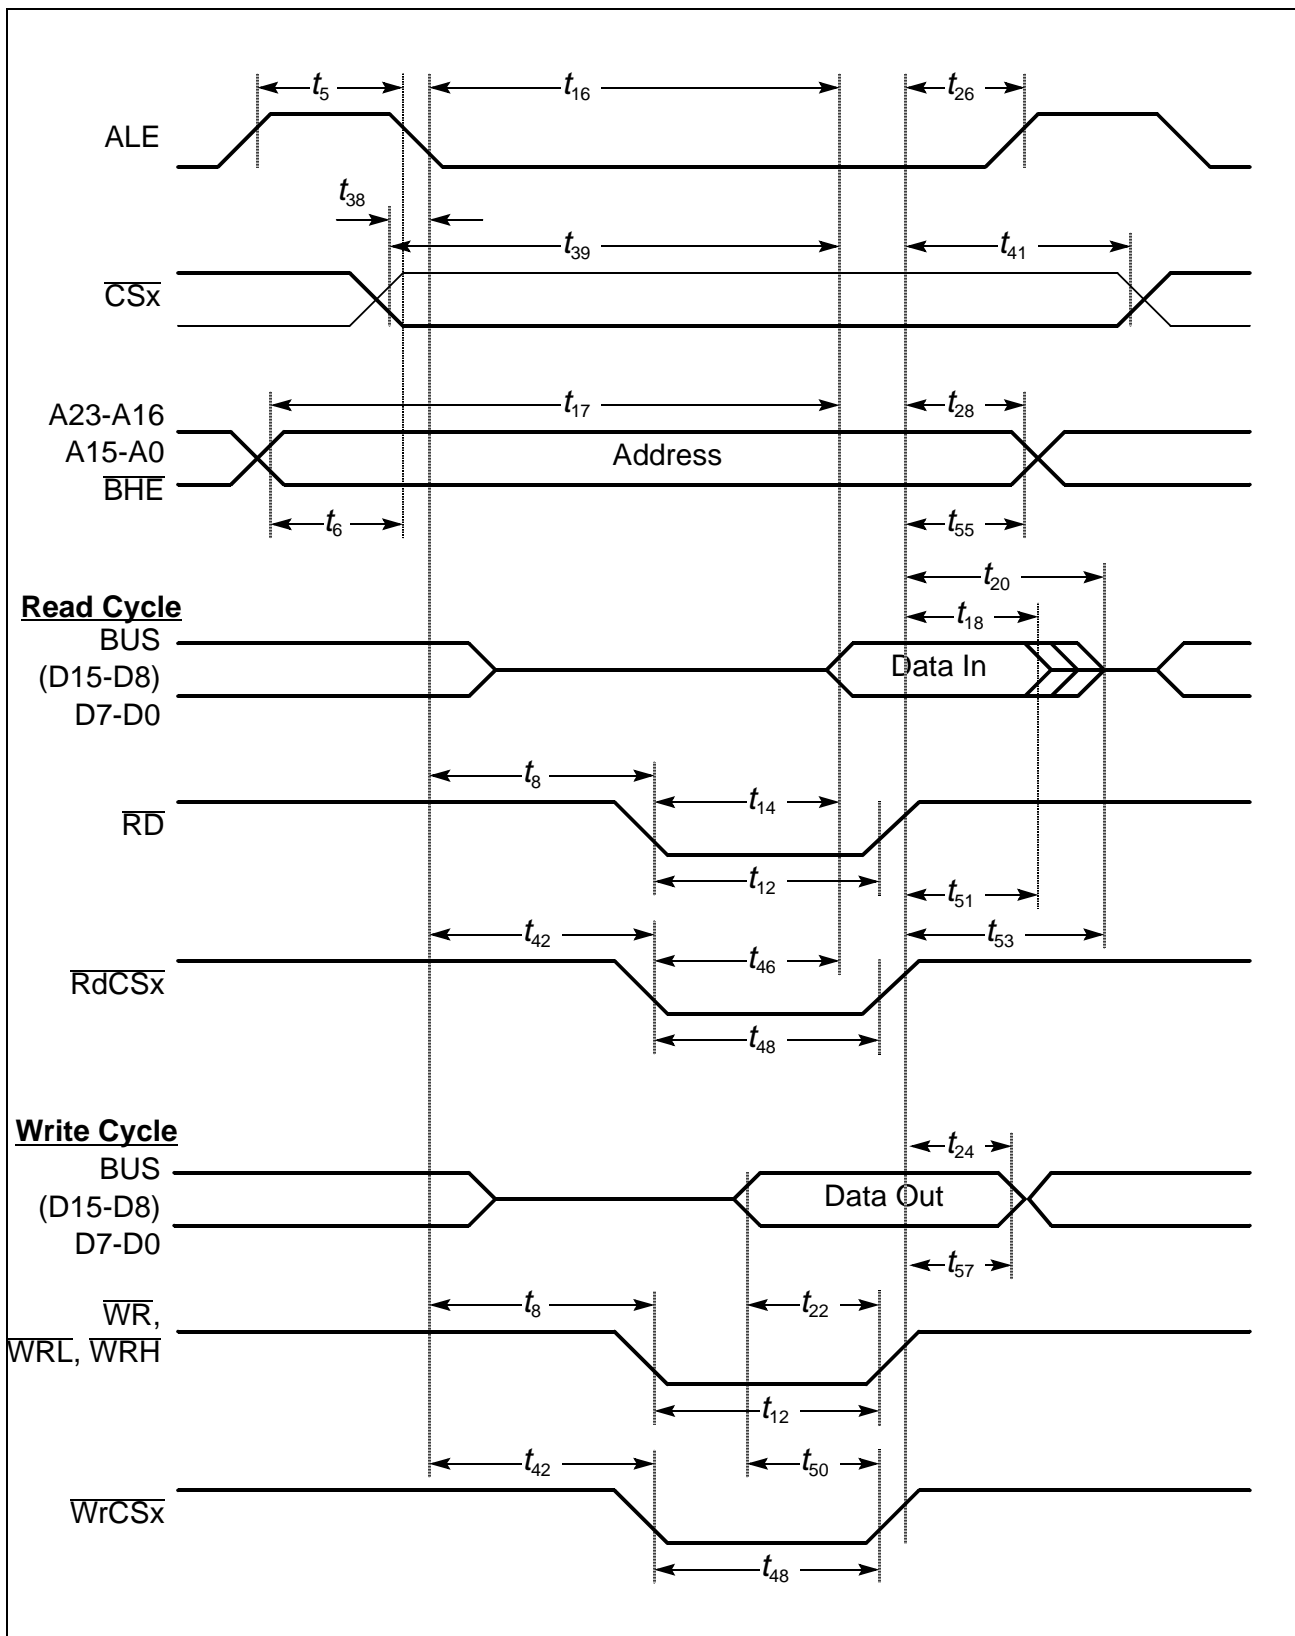 t5 t16 t26
ALE
t38
t39 t41
CSx
t17 t28
A23-A16
A15-A0
BHE
Address
t6 t55
t20
Read Cycle
t18
BUS
(D15-D8)
D7-D0
Data In
t8
t14
RD
t12
t51
t42 t53
t46
RdCSx
t48
Write Cycle
t24
BUS
(D15-D8)
D7-D0
Data Out
t57
t8 t22
WR,
WRL, WRH
t12
t42 t50
WrCSx
t48